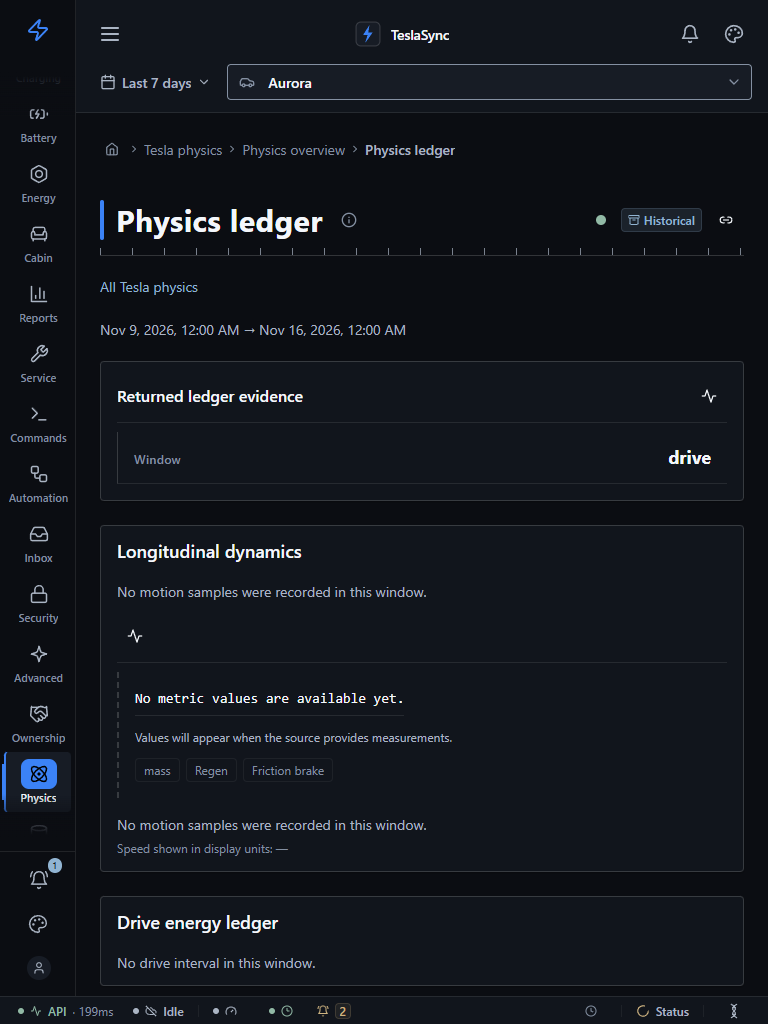 TeslaSync
Last 7 days
Aurora
Battery
Energy
Cabin
Reports
Service
Commands
Automation
Inbox
Security
Advanced
Ownership
Physics
1
Tesla physics > Physics overview > Physics ledger
Physics ledger
Historical
All Tesla physics
Nov 9, 2026, 12:00 AM → Nov 16, 2026, 12:00 AM
Returned ledger evidence
Window
drive
Longitudinal dynamics
No motion samples were recorded in this window.
No metric values are available yet.
Values will appear when the source provides measurements.
mass
Regen
Friction brake
No motion samples were recorded in this window.
Speed shown in display units: —
Drive energy ledger
No drive interval in this window.
API · 199ms
Idle
2
Status